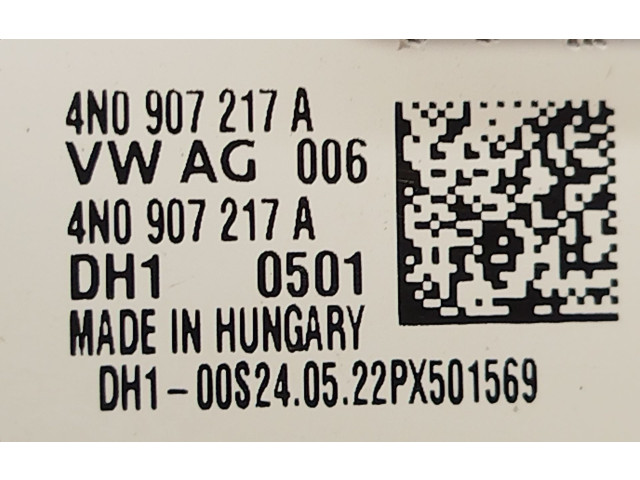 4N0 907 217 A
VW AG 006
4N0 907 217 A
DH1 0501
MADE IN HUNGARY
DH1-00S24.05.22PX501569